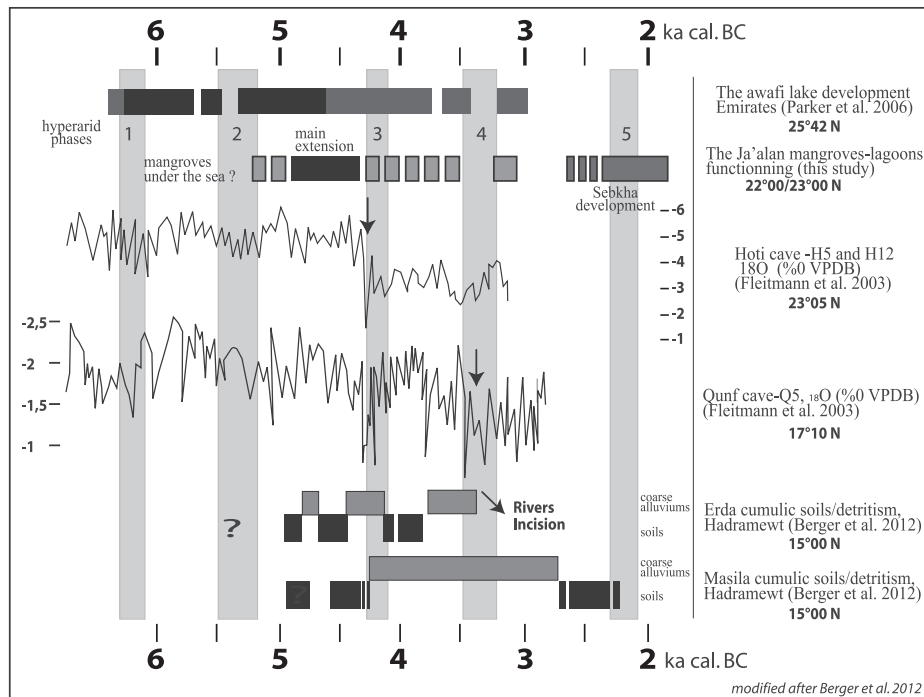 6 5 4 3 2 ka cal. BC
The awafi lake development
Emirates (Parker et al. 2006)
25°42 N
hyperarid
phases
1 2 3 4 5
main
extension
mangroves
under the sea ?
The Ja'alan mangroves-lagoons
functionning (this study)
22°00/23°00 N
Sebkha
development
-6
-5
-4
-3
-2
-1
Hoti cave -H5 and H12
18O (%0 VPDB)
(Fleitmann et al. 2003)
23°05 N
-2,5
-2
-1,5
-1
Qunf cave-Q5, 18O (%0 VPDB)
(Fleitmann et al. 2003)
17°10 N
?
Rivers
Incision
coarse
alluviums
soils
Erda cumulic soils/detritism,
Hadramewt (Berger et al. 2012)
15°00 N
?
coarse
alluviums
soils
Masila cumulic soils/detritism,
Hadramewt (Berger et al. 2012)
15°00 N
6 5 4 3 2 ka cal. BC
modified after Berger et al. 2012